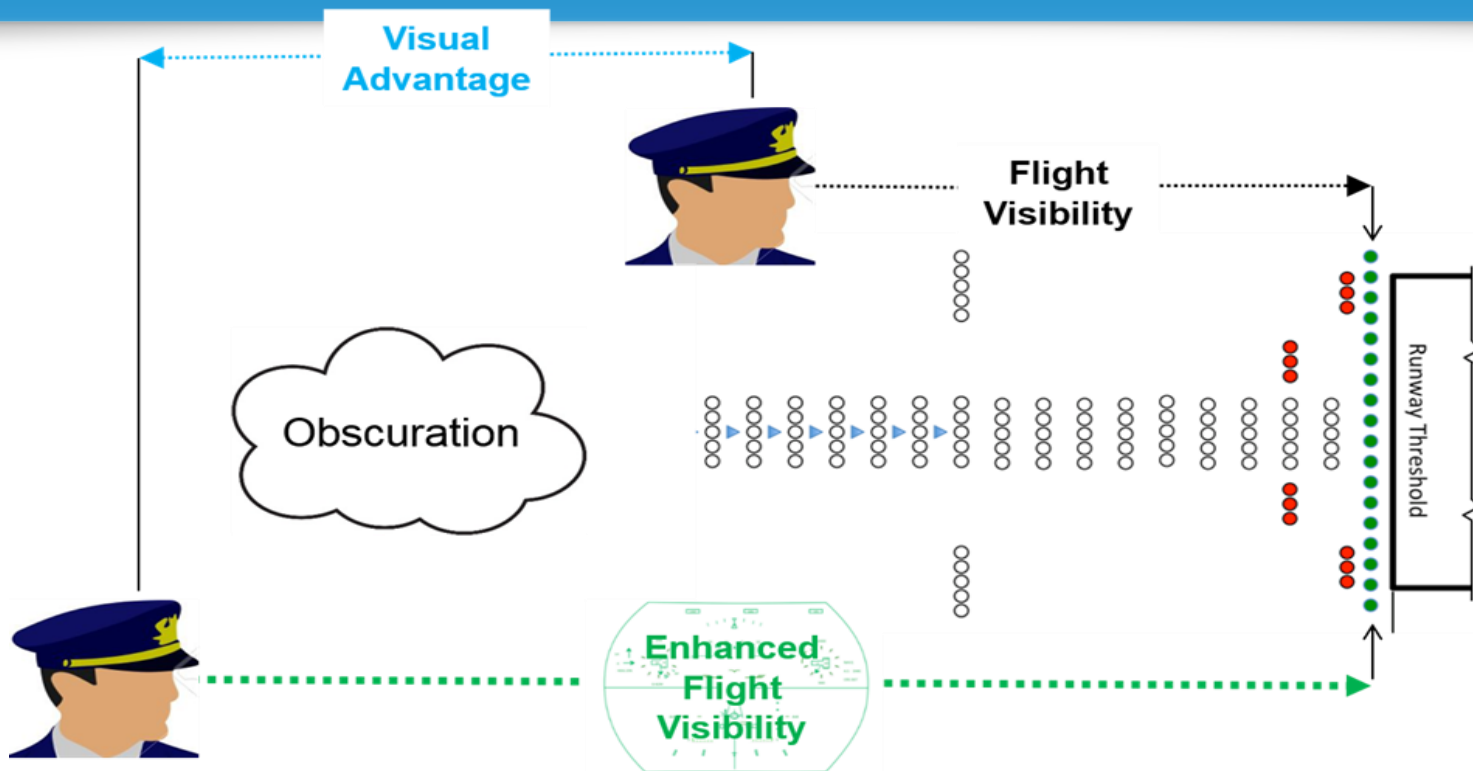 Visual
Advantage
Flight
Visibility
Obscuration
Runway Threshold
Enhanced
Flight
Visibility